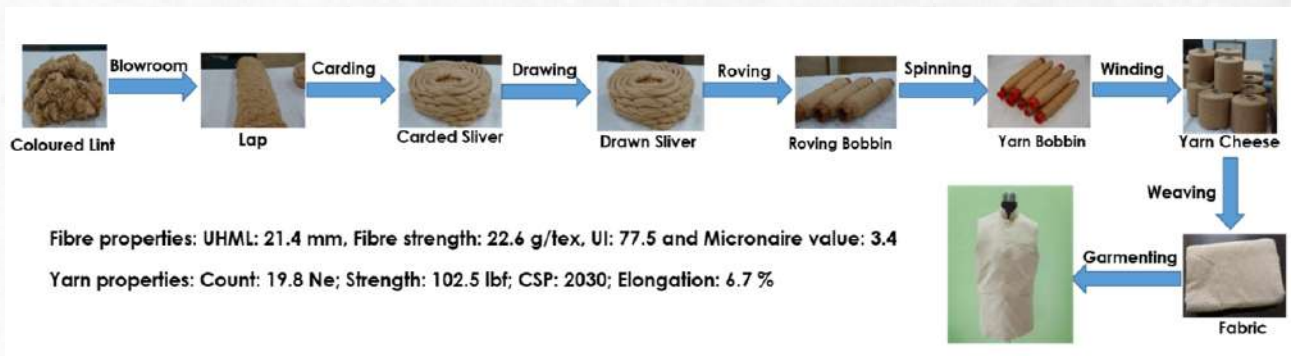 Blowroom
Carding
Drawing
Roving
Spinning
Winding
Coloured Lint
Lap
Carded Sliver
Drawn Sliver
Roving Bobbin
Yarn Bobbin
Yarn Cheese
Weaving
Fibre properties: UHML: 21.4 mm, Fibre strength: 22.6 g/tex, UI: 77.5 and Micronaire value: 3.4
Garmenting
Yarn properties: Count: 19.8 Ne; Strength: 102.5 lbf; CSP: 2030; Elongation: 6.7 %
Fabric